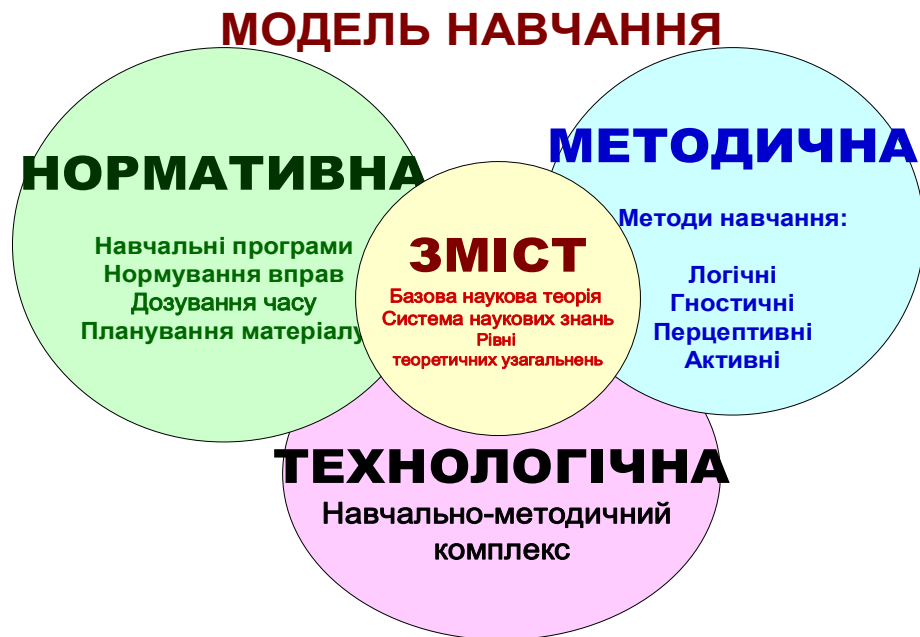 МОДЕЛЬ НАВЧАННЯ
НОРМАТИВНА
Навчальні програми
Нормування вправ
Дозування часу
Планування матеріалу
МЕТОДИЧНА
Методи навчання:
Логічні
Гностичні
Перцептивні
Активні
ЗМІСТ
Базова наукова теорія
Система наукових знань
Рівні
теоретичних узагальнень
ТЕХНОЛОГІЧНА
Навчально-методичний
комплекс